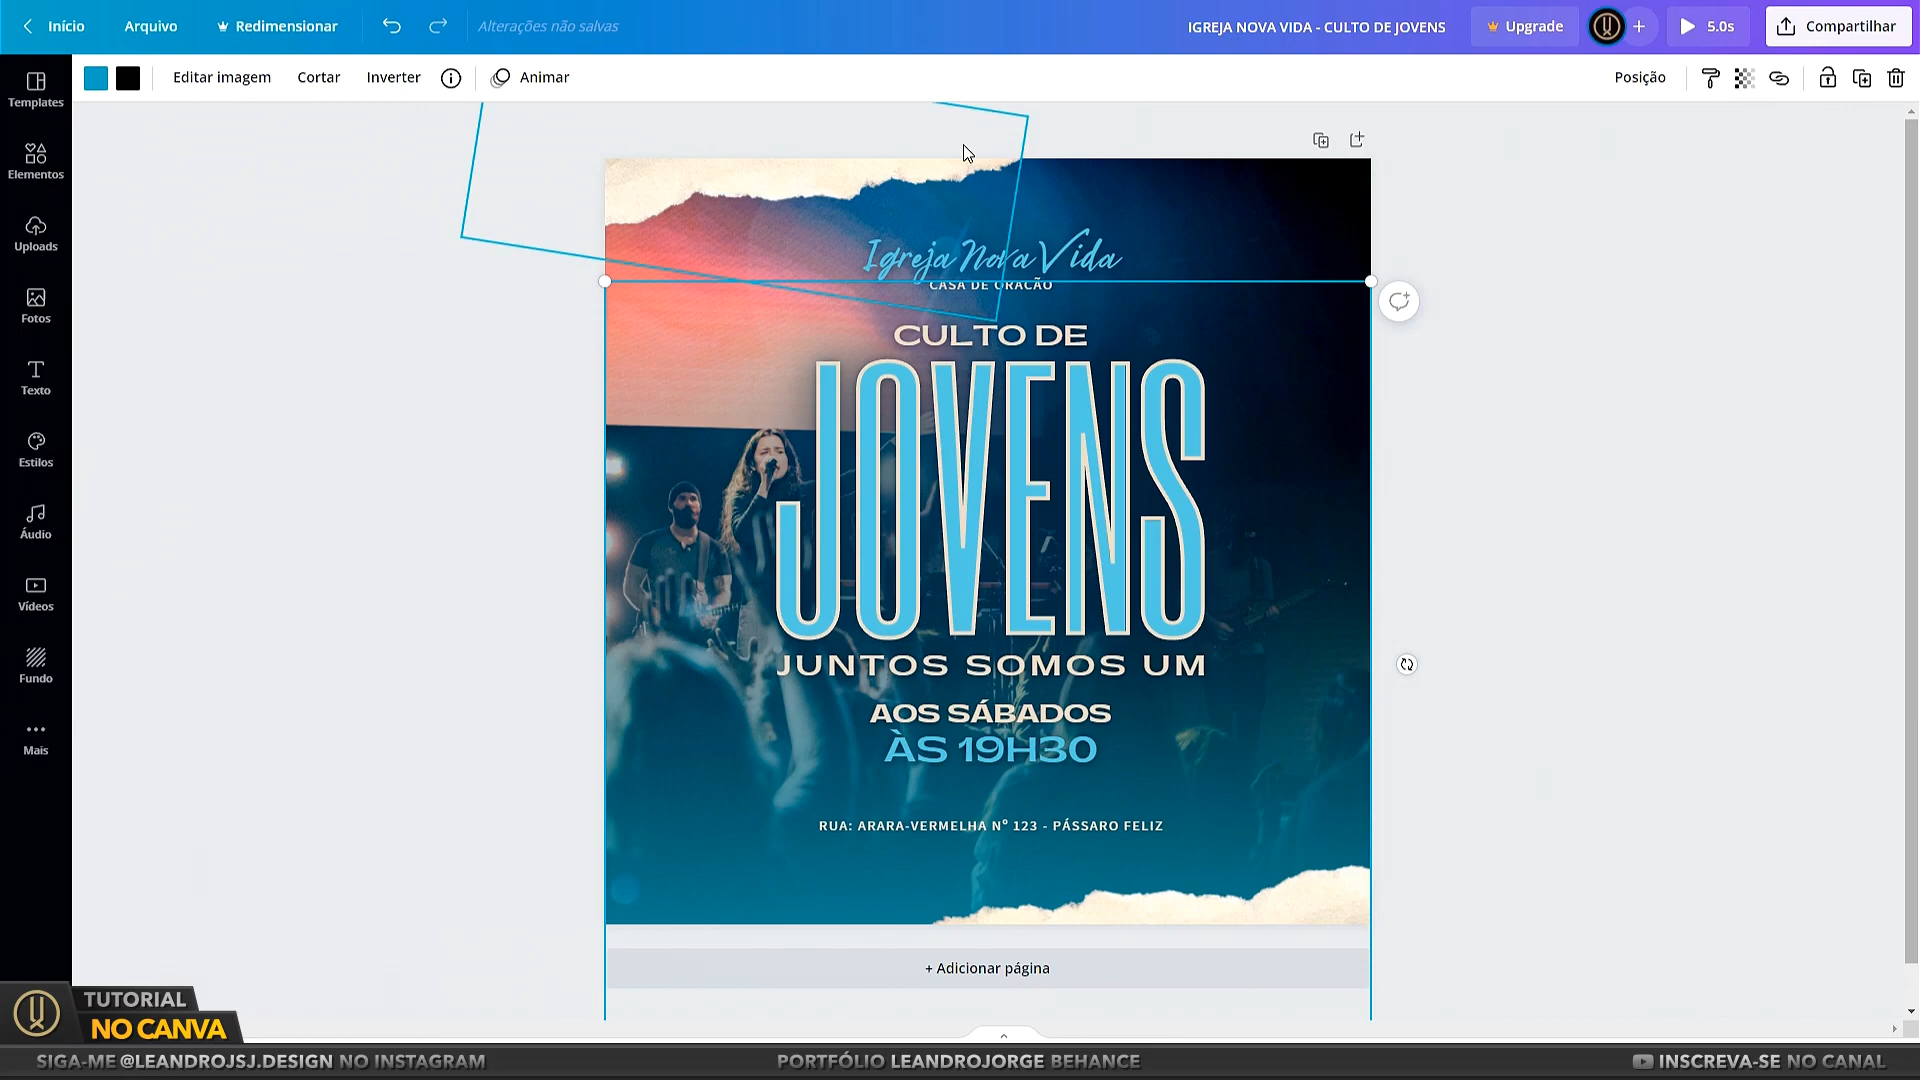 Início
Arquivo
Redimensionar
Alterações não salvas
IGREJA NOVA VIDA - CULTO DE JOVENS
Upgrade
5.0s
Compartilhar
Editar imagem
Cortar
Inverter
Animar
Posição
Templates
Elementos
Uploads
Fotos
Texto
Estilos
Áudio
Vídeos
Fundo
Mais
Igreja Nova Vida
CASA DE ORACÃO
CULTO DE
JOVENS
JUNTOS SOMOS UM
AOS SÁBADOS
ÀS 19H30
RUA: ARARA-VERMELHA Nº 123 - PÁSSARO FELIZ
+ Adicionar página
TUTORIAL
NO CANVA
SIGA-ME @LEANDROJSJ.DESIGN NO INSTAGRAM
PORTFÓLIO LEANDROJORGE BEHANCE
INSCREVA-SE NO CANAL